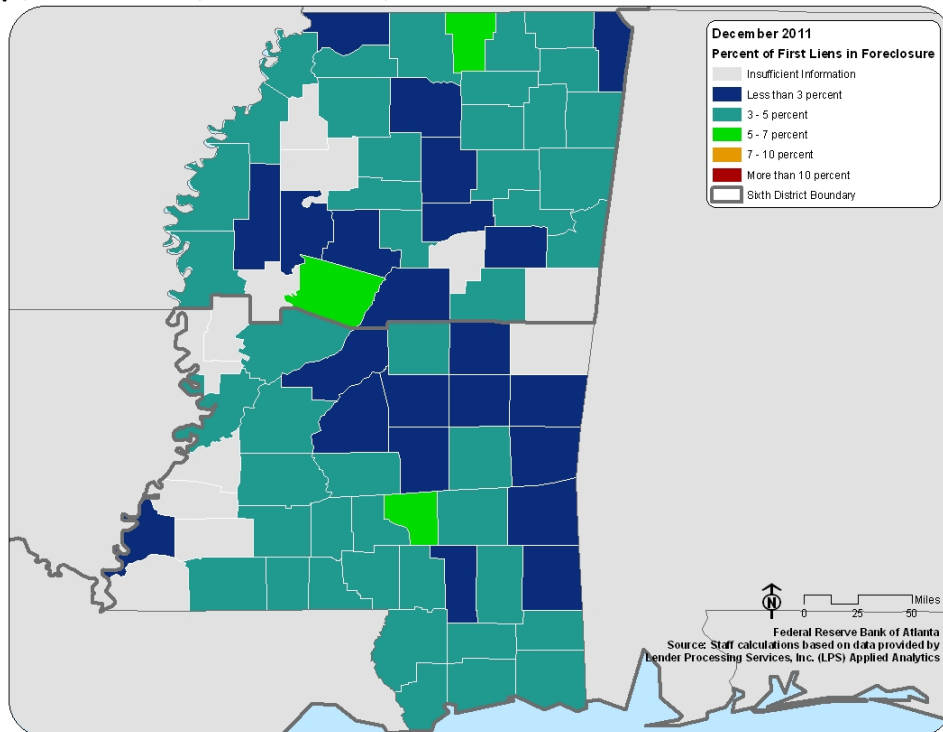 December 2011
Percent of First Liens in Foreclosure
Insufficient Information
Less than 3 percent
3 - 5 percent
5 - 7 percent
7 - 10 percent
More than 10 percent
Sixth District Boundary
N
Miles
0 25 50
Federal Reserve Bank of Atlanta
Source: Staff calculations based on data provided by
Lender Processing Services, Inc. (LPS) Applied Analytics